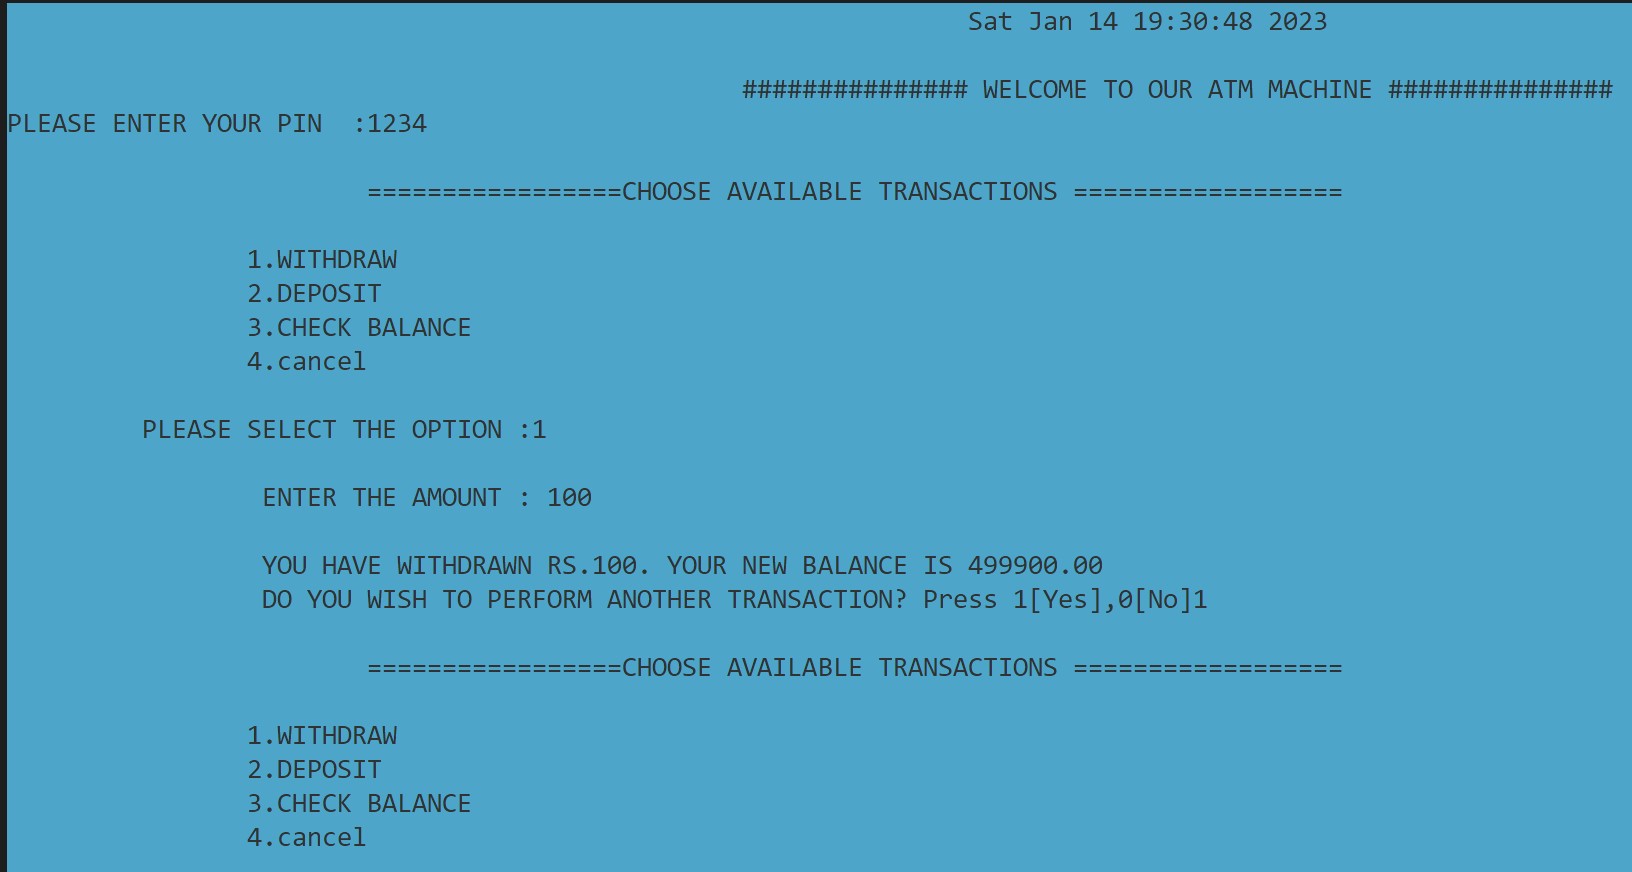 Sat Jan 14 19:30:48 2023
############### WELCOME TO OUR ATM MACHINE ###############
PLEASE ENTER YOUR PIN  :1234
=================CHOOSE AVAILABLE TRANSACTIONS ==================
1.WITHDRAW
2.DEPOSIT
3.CHECK BALANCE
4.cancel
PLEASE SELECT THE OPTION :1
ENTER THE AMOUNT : 100
YOU HAVE WITHDRAWN RS.100. YOUR NEW BALANCE IS 499900.00
DO YOU WISH TO PERFORM ANOTHER TRANSACTION? Press 1[Yes],0[No]1
=================CHOOSE AVAILABLE TRANSACTIONS ==================
1.WITHDRAW
2.DEPOSIT
3.CHECK BALANCE
4.cancel